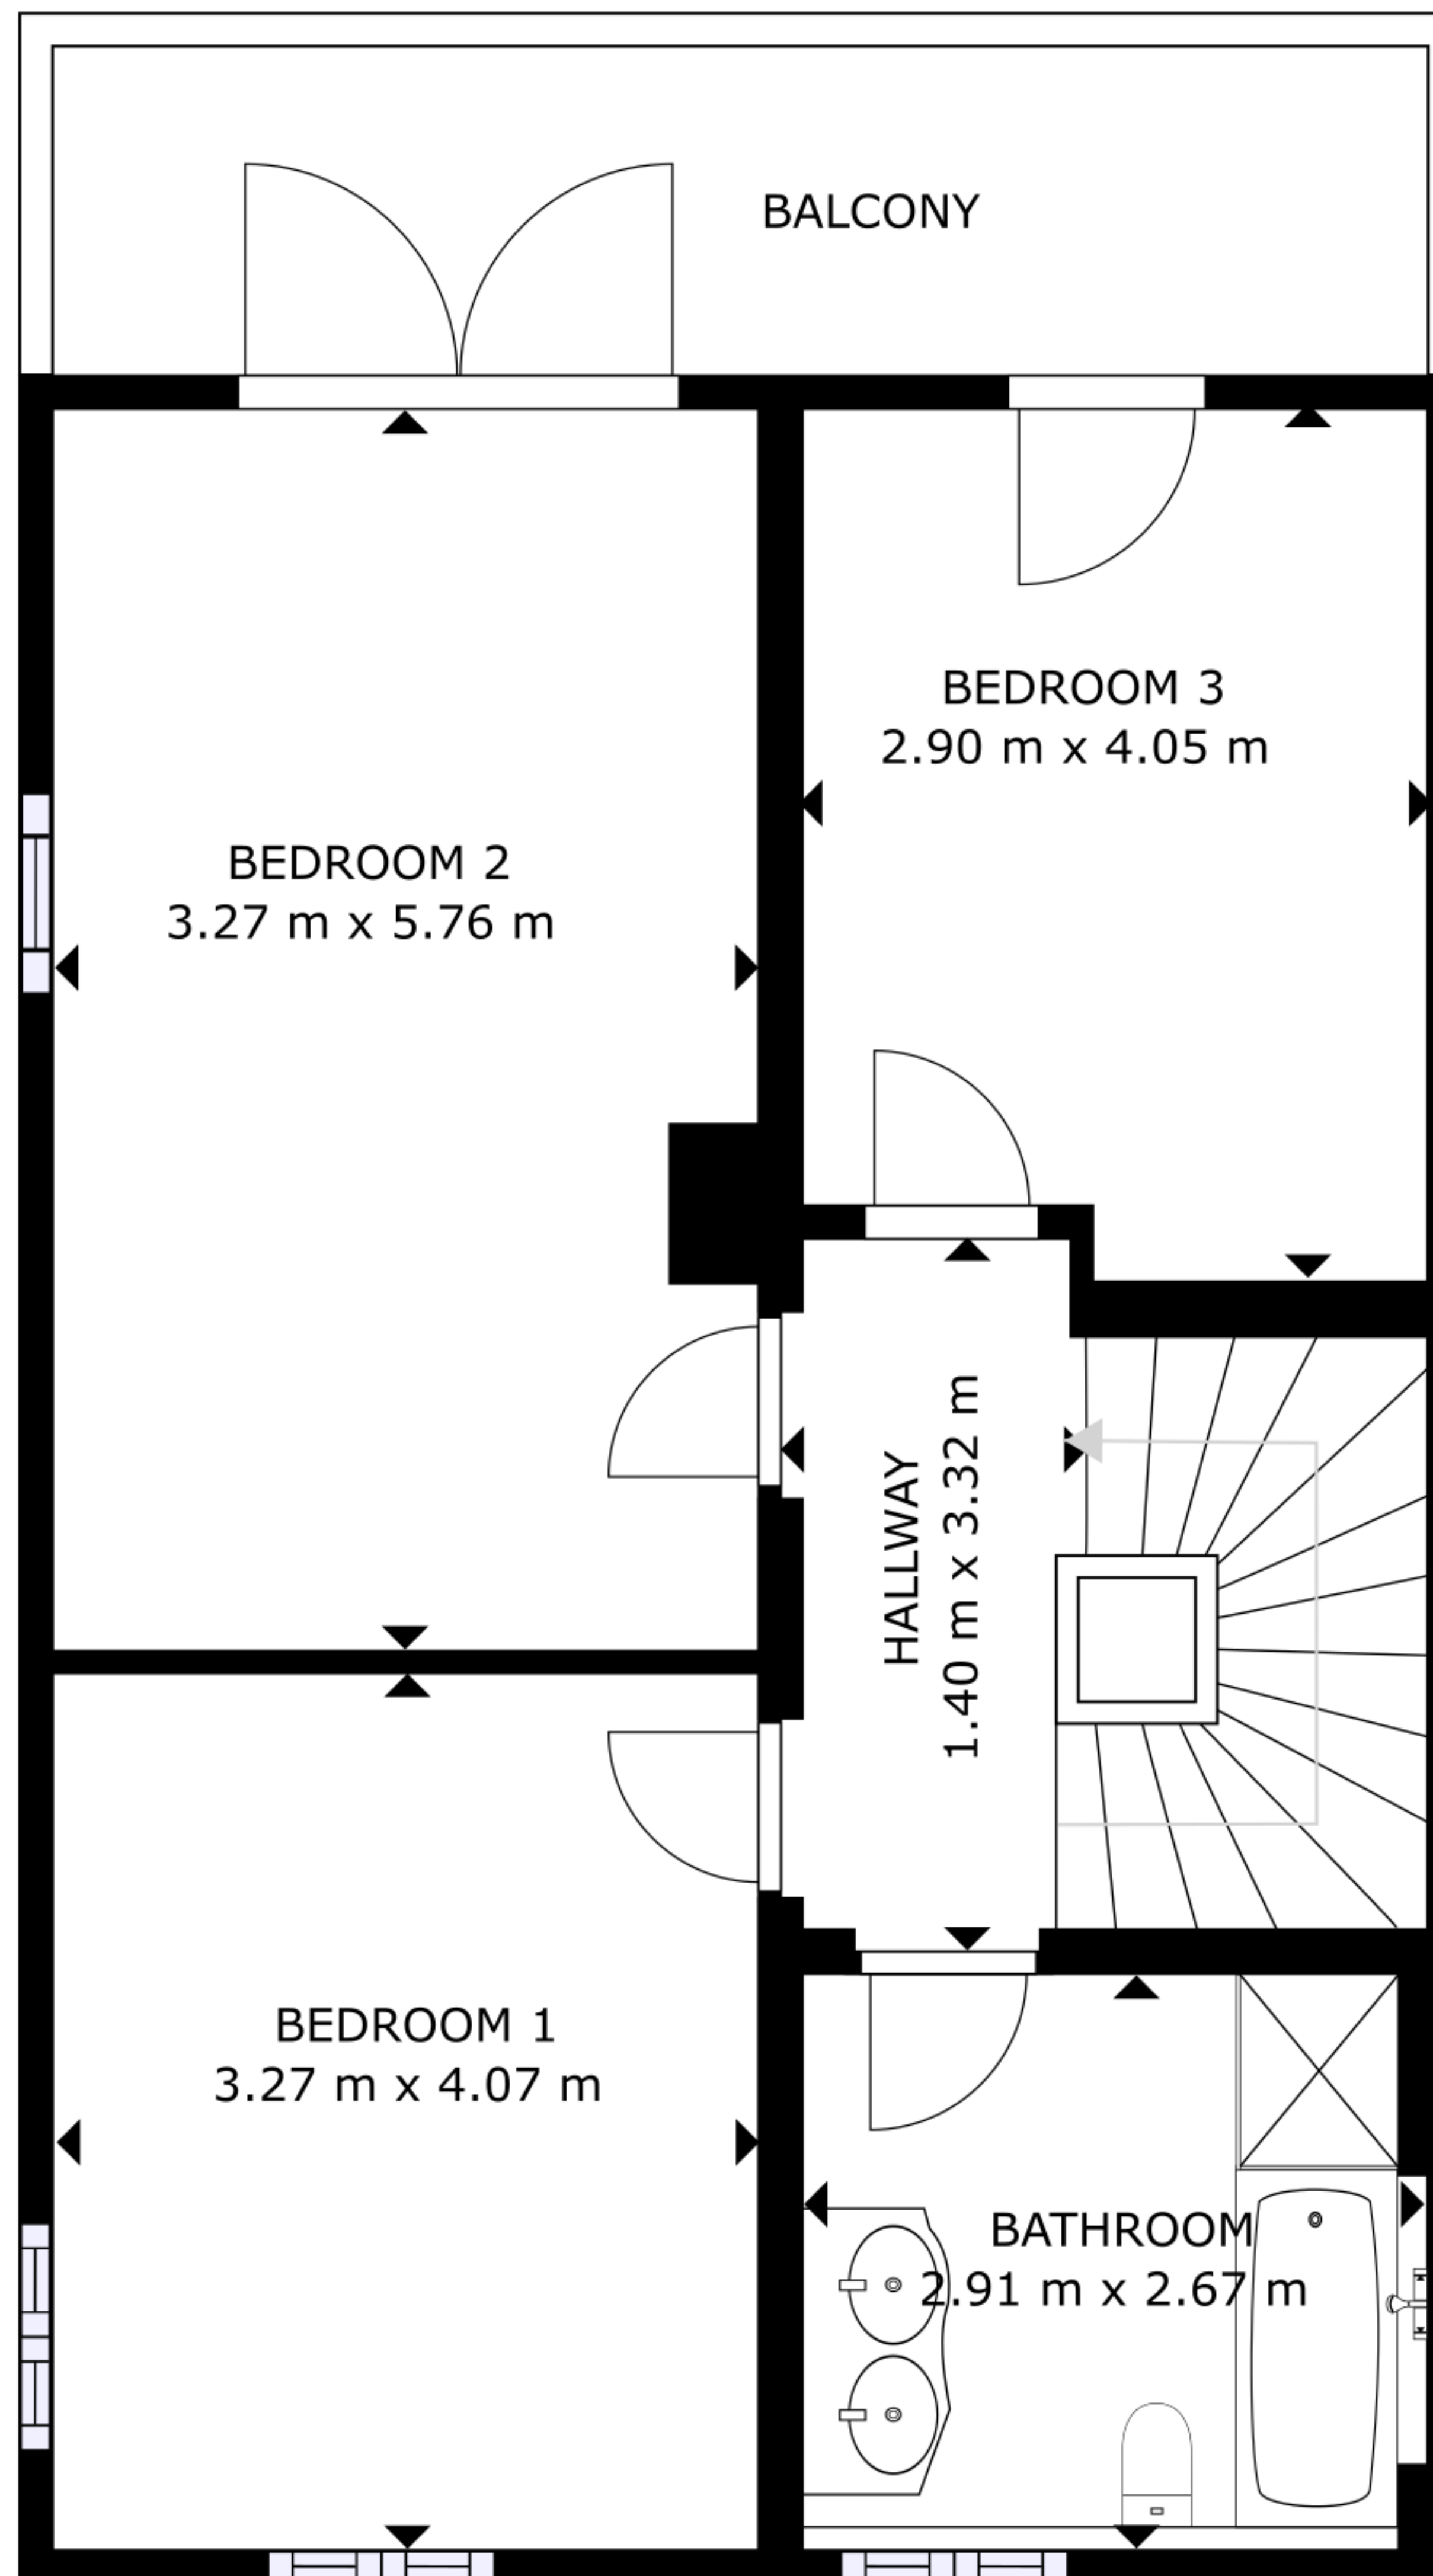 BALCONY
BEDROOM 3
2.90 m x 4.05 m
BEDROOM 2
3.27 m x 5.76 m
HALLWAY
1.40 m x 3.32 m
BEDROOM 1
3.27 m x 4.07 m
BATHROOM
2.91 m x 2.67 m